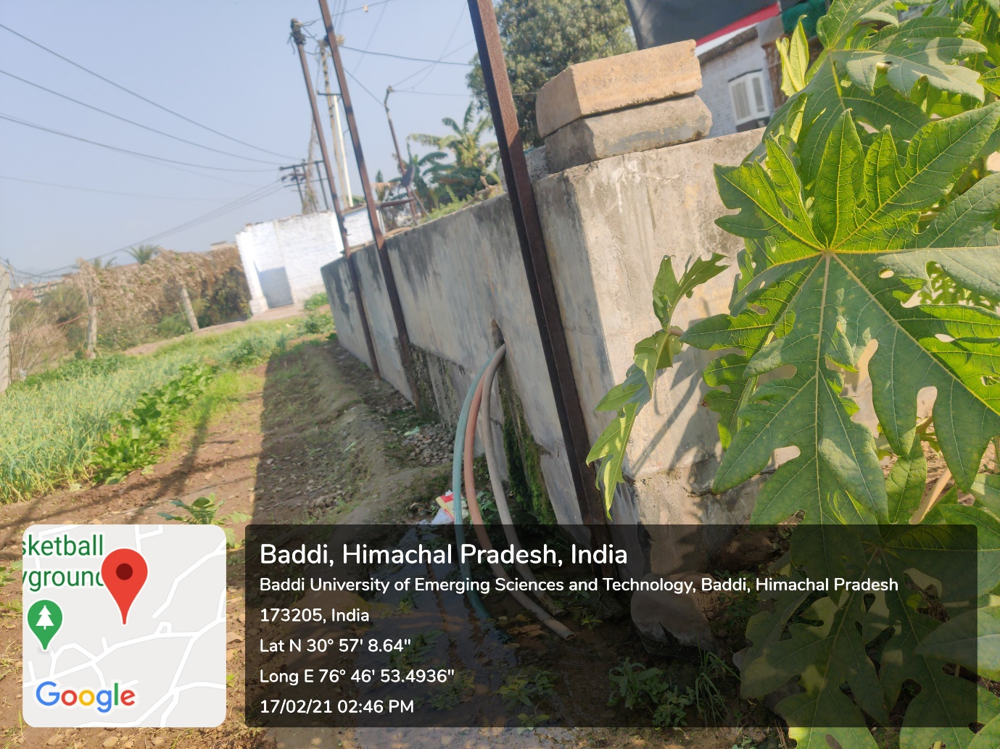 sketball
yground
Google
Baddi, Himachal Pradesh, India
Baddi University of Emerging Sciences and Technology, Baddi, Himachal Pradesh
173205, India
Lat N 30° 57' 8.64"
Long E 76° 46' 53.4936"
17/02/21 02:46 PM